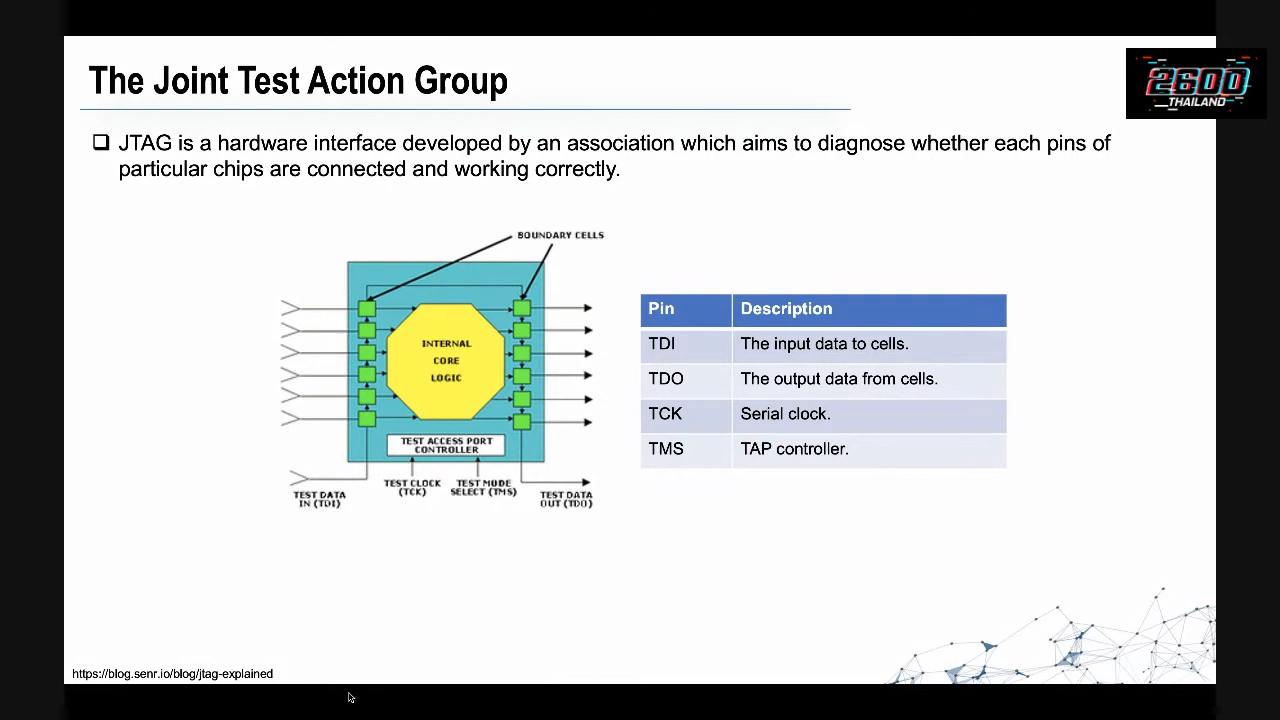 The Joint Test Action Group
2600
THAILAND
❑ JTAG is a hardware interface developed by an association which aims to diagnose whether each pins of
particular chips are connected and working correctly.
BOUNDARY CELLS
INTERNAL
CORE
LOGIC
TEST ACCESS PORT
CONTROLLER
TEST DATA
IN (TDI)
TEST CLOCK
(TCK)
TEST MODE
SELECT (TMS)
TEST DATA
OUT (TDO)
Pin Description
TDI The input data to cells.
TDO The output data from cells.
TCK Serial clock.
TMS TAP controller.
https://blog.senr.io/blog/jtag-explained